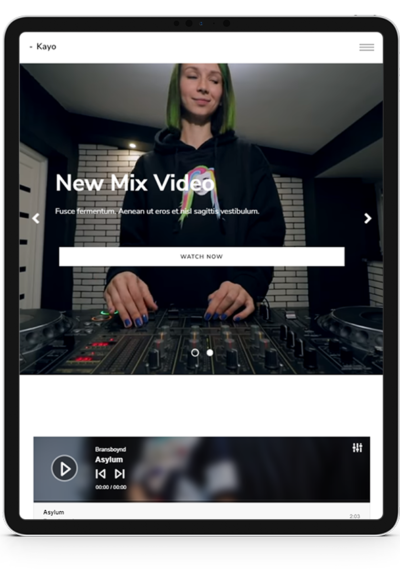 - Kayo
New Mix Video
Fusce fermentum. Aenean ut eros et nisl sagittis vestibulum.
WATCH NOW
Bransboynd
Asylum
00:00 / 00:00
Asylum
2:03